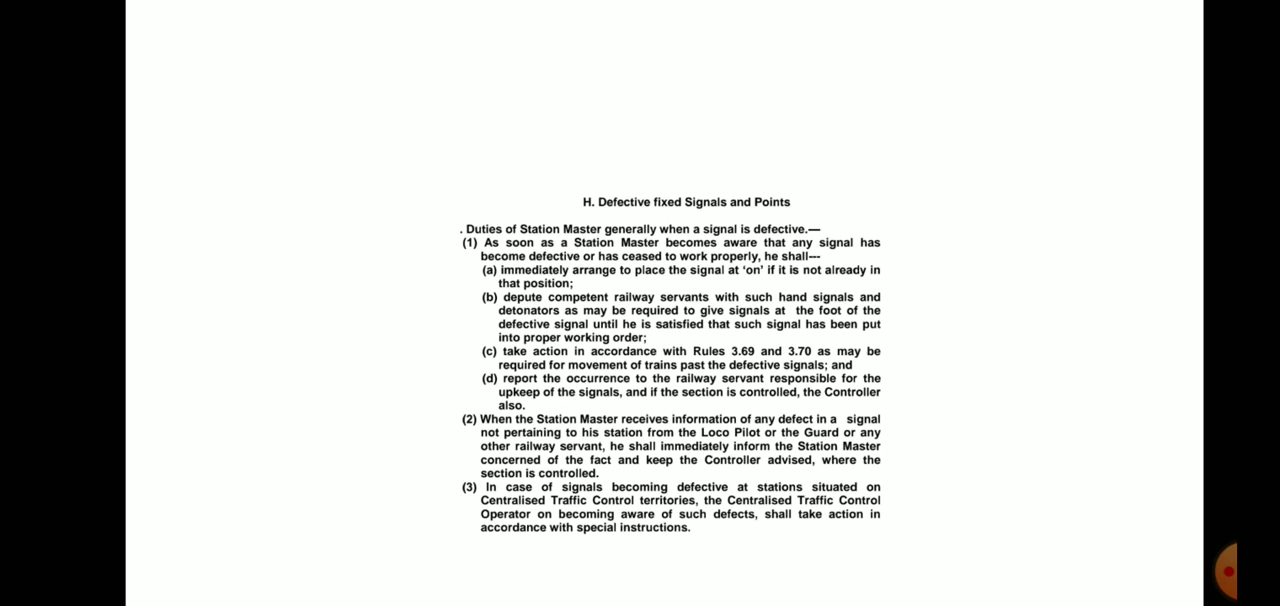 H. Defective fixed Signals and Points
. Duties of Station Master generally when a signal is defective.—
(1) As soon as a Station Master becomes aware that any signal has
become defective or has ceased to work properly, he shall---
(a) immediately arrange to place the signal at ‘on’ if it is not already in
that position;
(b) depute competent railway servants with such hand signals and
detonators as may be required to give signals at the foot of the
defective signal until he is satisfied that such signal has been put
into proper working order;
(c) take action in accordance with Rules 3.69 and 3.70 as may be
required for movement of trains past the defective signals; and
(d) report the occurrence to the railway servant responsible for the
upkeep of the signals, and if the section is controlled, the Controller
also.
(2) When the Station Master receives information of any defect in a signal
not pertaining to his station from the Loco Pilot or the Guard or any
other railway servant, he shall immediately inform the Station Master
concerned of the fact and keep the Controller advised, where the
section is controlled.
(3) In case of signals becoming defective at stations situated on
Centralised Traffic Control territories, the Centralised Traffic Control
Operator on becoming aware of such defects, shall take action in
accordance with special instructions.